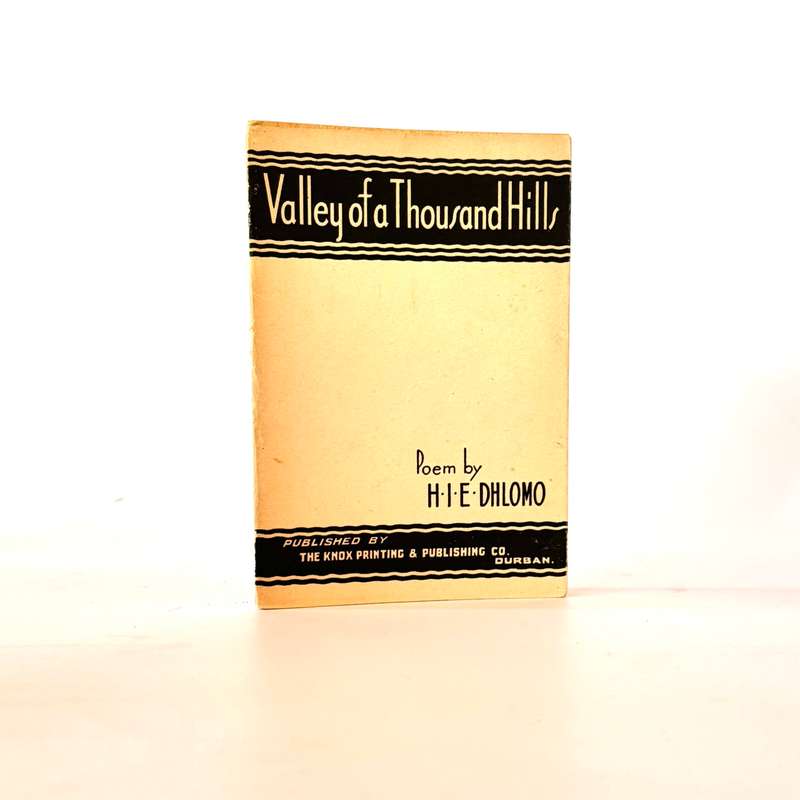 Valley of a Thousand Hills
Poem by
H·I·E·DHLOMO
PUBLISHED BY
THE KNOX PRINTING & PUBLISHING CO.
DURBAN.